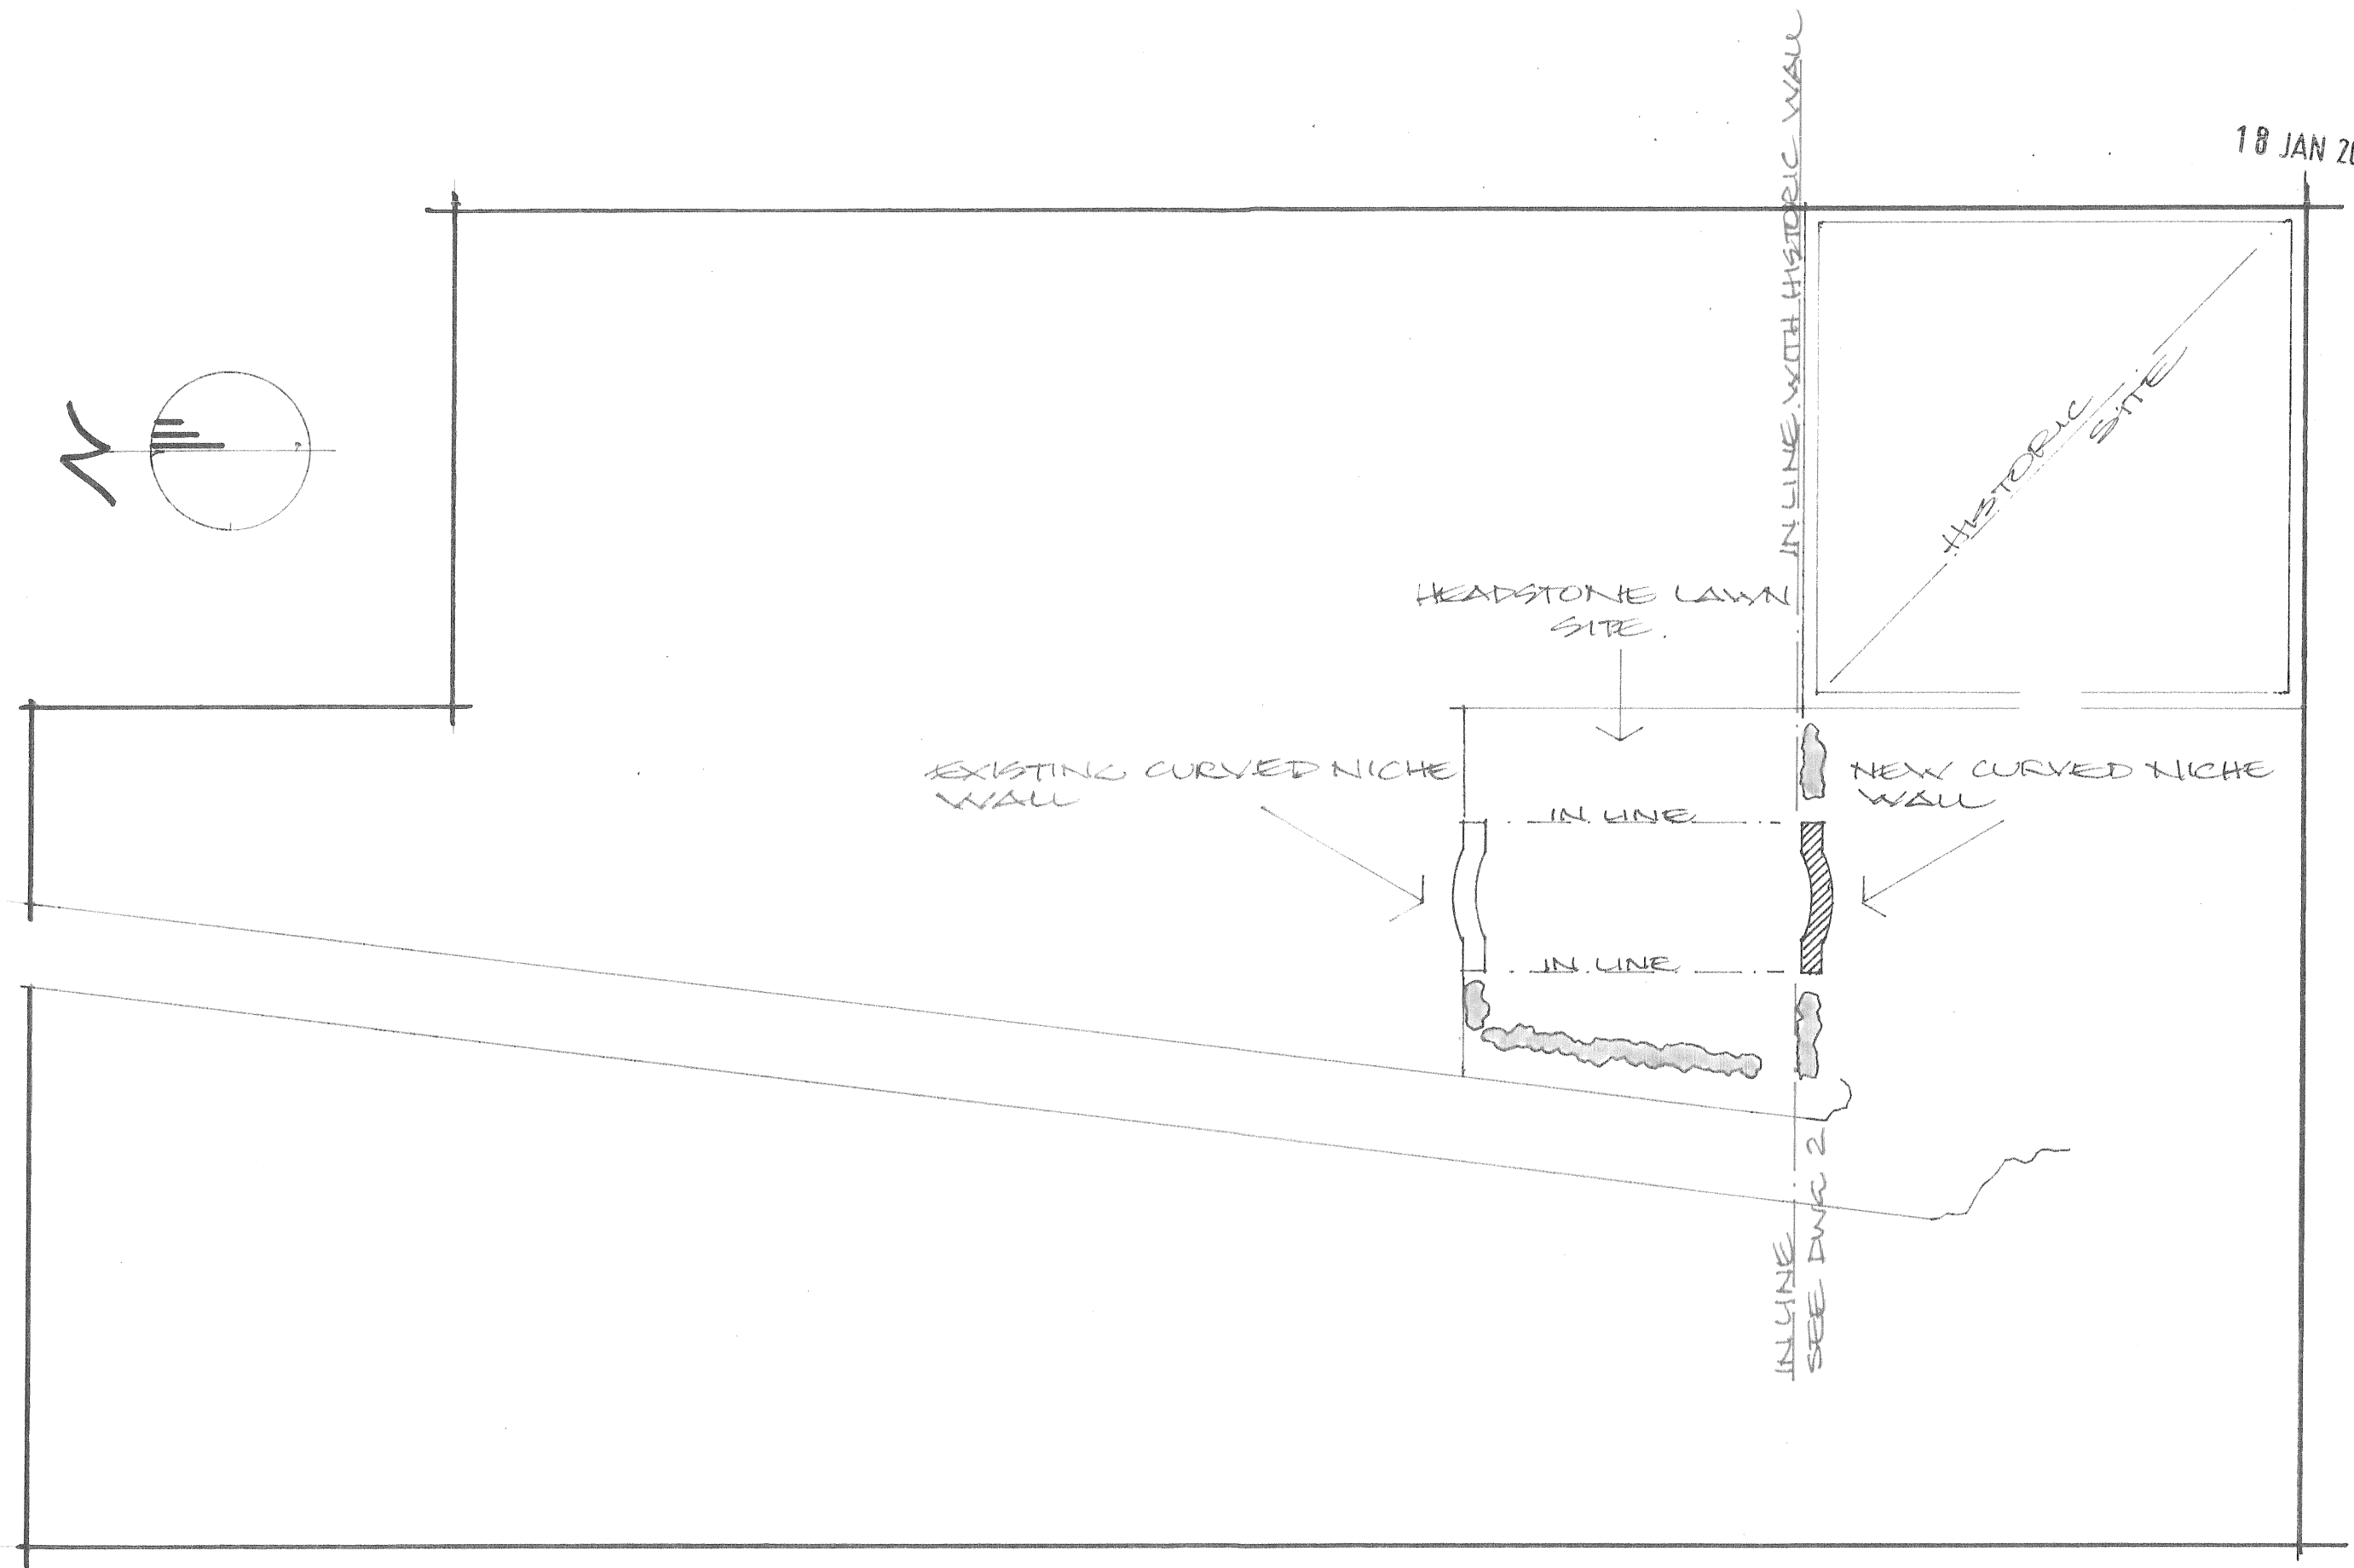 18 JAN 20
IN LINE WITH HISTORIC WALL
N
HISTORIC
SITE
HEADSTONE LAWN
SITE.
EXISTING CURVED NICHE
WALL
NEW CURVED NICHE
WALL
IN LINE
IN LINE
IN LINE
SEE DWG 2